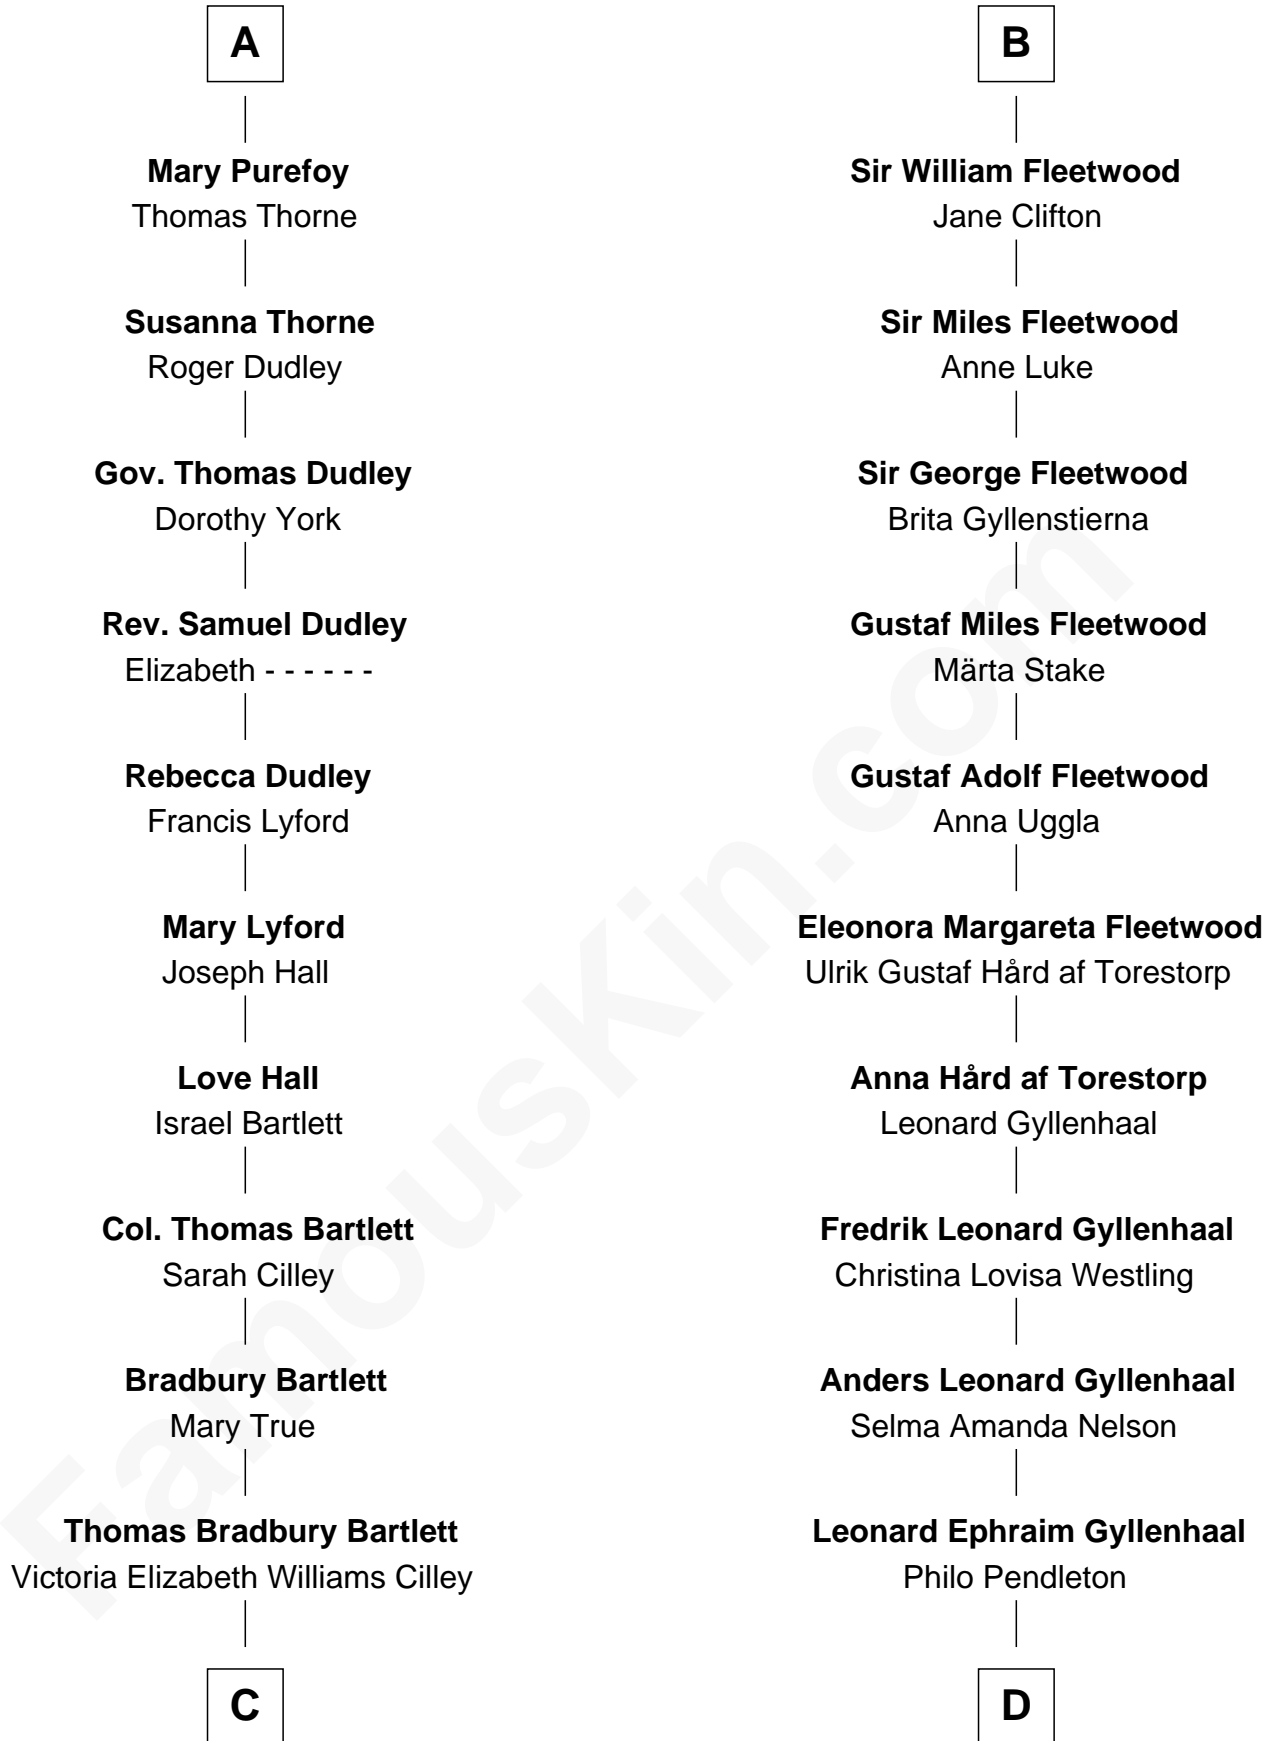 A
Mary Purefoy
Thomas Thorne
Susanna Thorne
Roger Dudley
Gov. Thomas Dudley
Dorothy York
Rev. Samuel Dudley
Elizabeth - - - - - -
Rebecca Dudley
Francis Lyford
Mary Lyford
Joseph Hall
Love Hall
Israel Bartlett
Col. Thomas Bartlett
Sarah Cilley
Bradbury Bartlett
Mary True
Thomas Bradbury Bartlett
Victoria Elizabeth Williams Cilley
C
B
Sir William Fleetwood
Jane Clifton
Sir Miles Fleetwood
Anne Luke
Sir George Fleetwood
Brita Gyllenstierna
Gustaf Miles Fleetwood
Märta Stake
Gustaf Adolf Fleetwood
Anna Uggla
Eleonora Margareta Fleetwood
Ulrik Gustaf Hård af Torestorp
Anna Hård af Torestorp
Leonard Gyllenhaal
Fredrik Leonard Gyllenhaal
Christina Lovisa Westling
Anders Leonard Gyllenhaal
Selma Amanda Nelson
Leonard Ephraim Gyllenhaal
Philo Pendleton
D
FamousKin.com